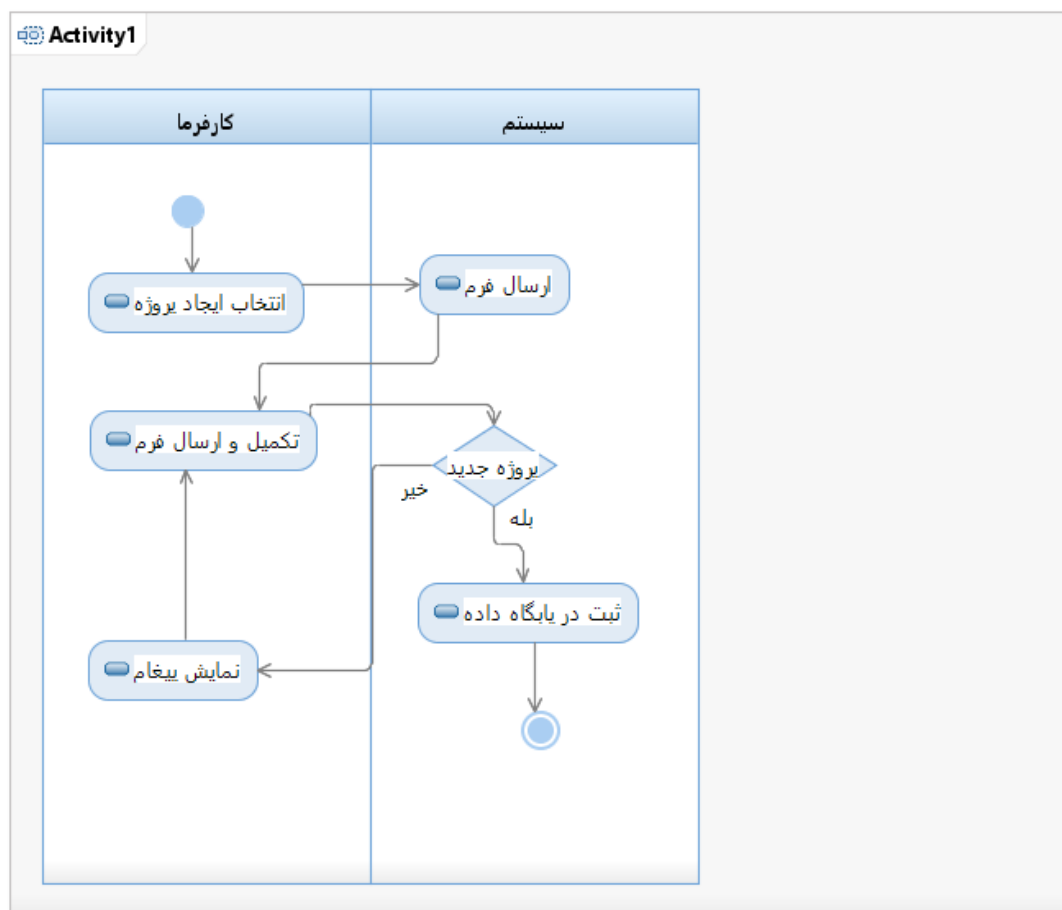 Activity1
کارفرما
سیستم
انتخاب ایجاد پروژه
ارسال فرم
تکمیل و ارسال فرم
پروژه جدید
خیر
بله
ثبت در پایگاه داده
نمایش پیغام